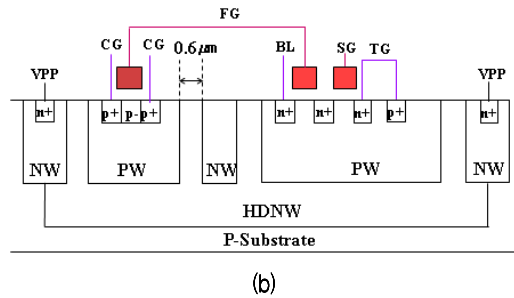 FG
CG CG 0.6μm BL SG TG
VPP VPP
n+ p+ p- p+ n+ n+ n+ p+ n+
NW PW NW PW NW
HDNW
P-Substrate
(b)